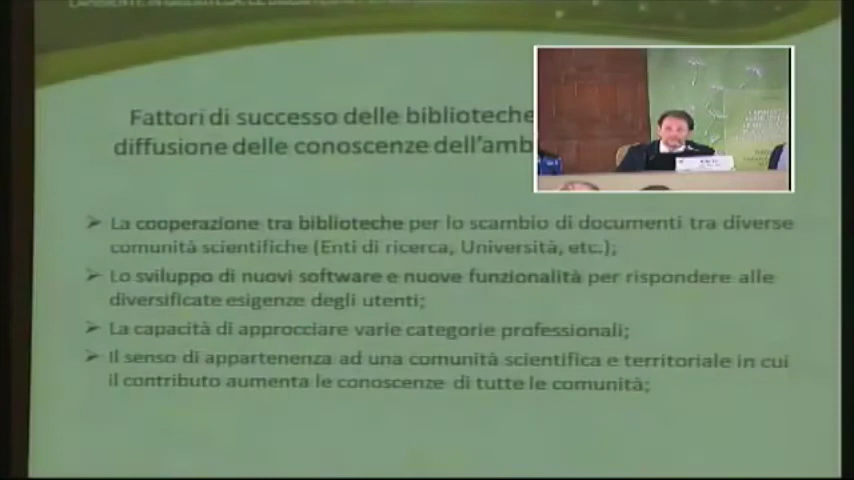 Fattori di successo delle biblioteche
diffusione delle conoscenze dell'amb
➢ La cooperazione tra biblioteche per lo scambio di documenti tra diverse
comunità scientifiche (Enti di ricerca, Università, etc.);
➢ Lo sviluppo di nuovi software e nuove funzionalità per rispondere alle
diversificate esigenze degli utenti;
➢ La capacità di approcciare varie categorie professionali;
➢ Il senso di appartenenza ad una comunità scientifica e territoriale in cui
il contributo aumenta le conoscenze di tutte le comunità;